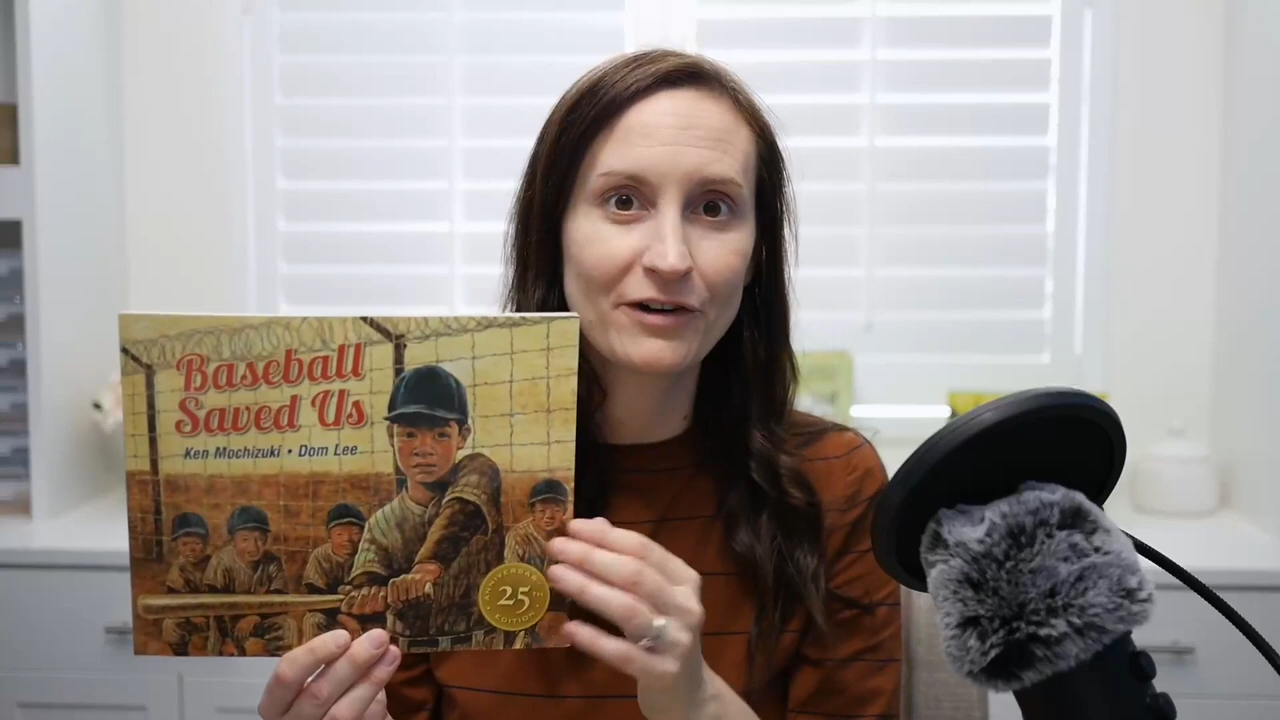 Baseball
Saved Us
Ken Mochizuki • Dom Lee
ANNIVERSARY
25TH
EDITION